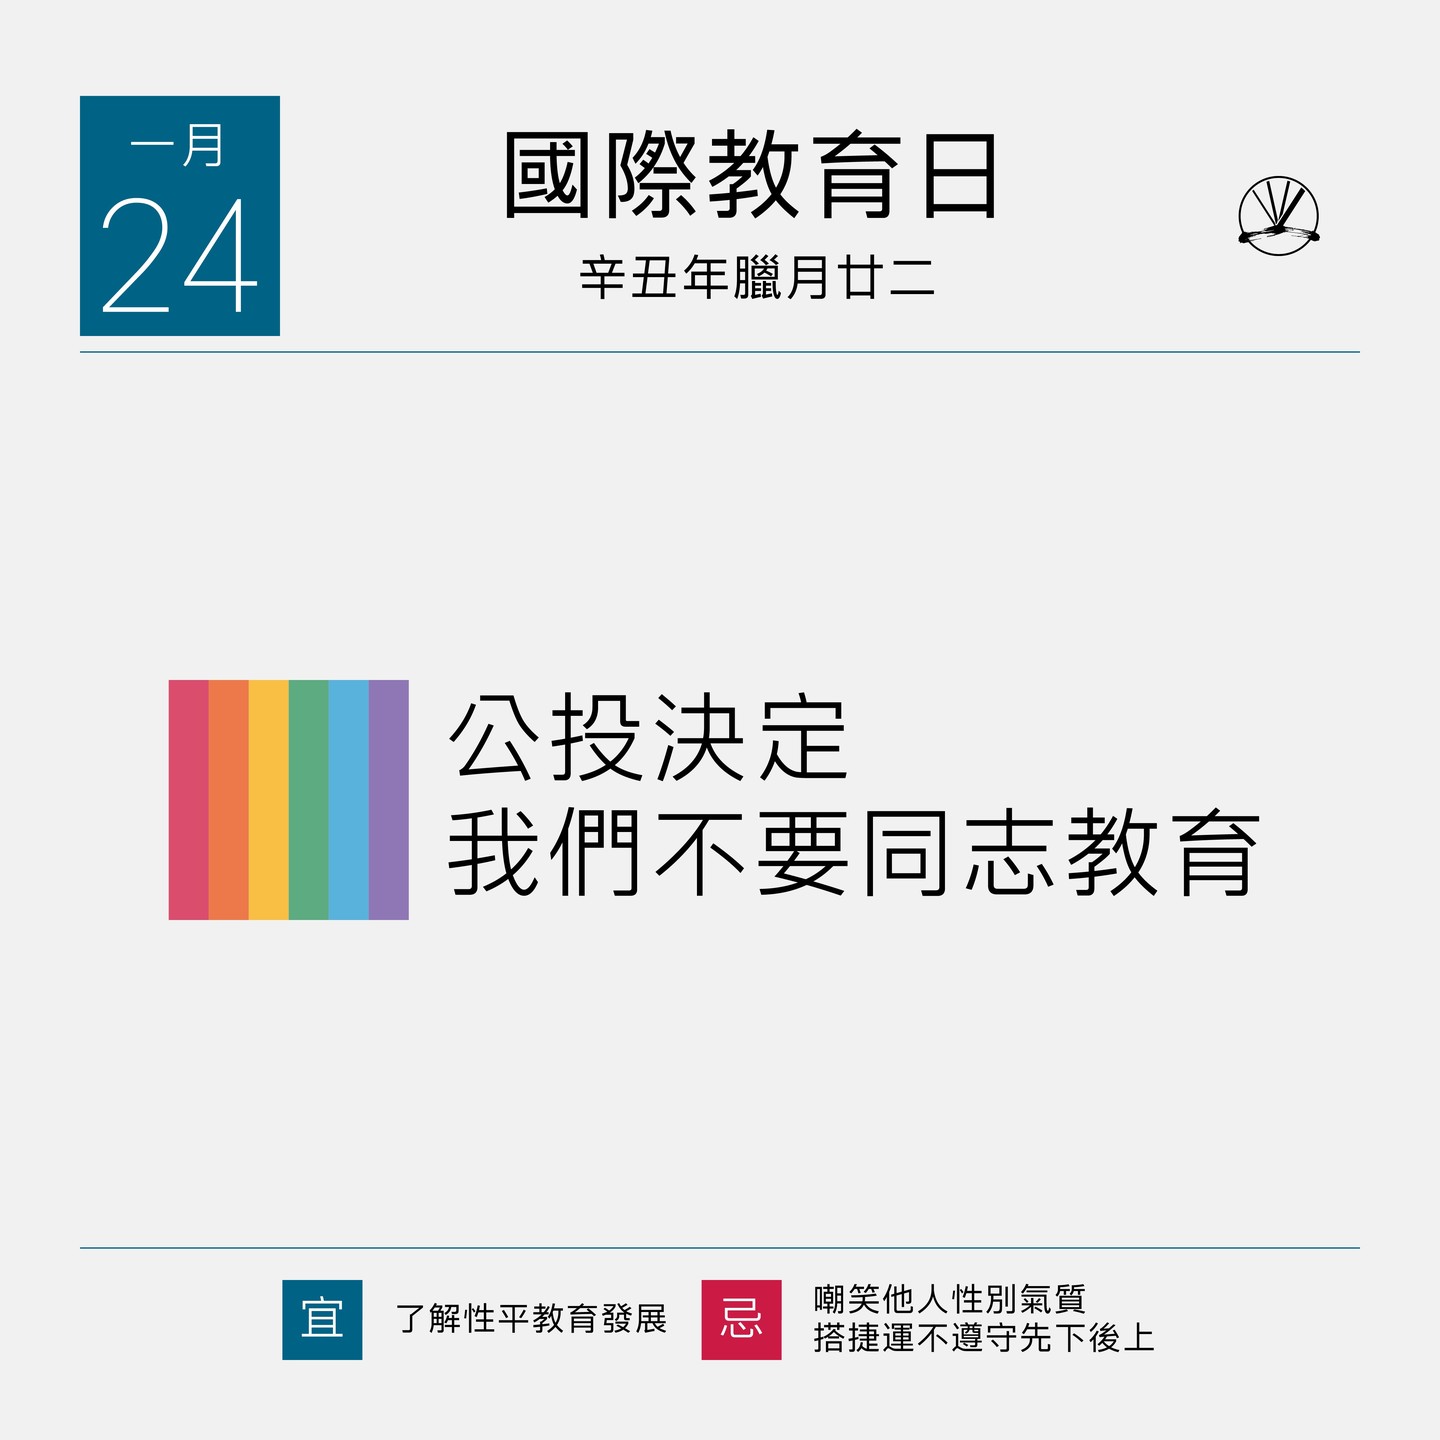 一月
24
國際教育日
辛丑年臘月廿二
公投決定
我們不要同志教育
宜
了解性平教育發展
忌
嘲笑他人性別氣質
搭捷運不遵守先下後上